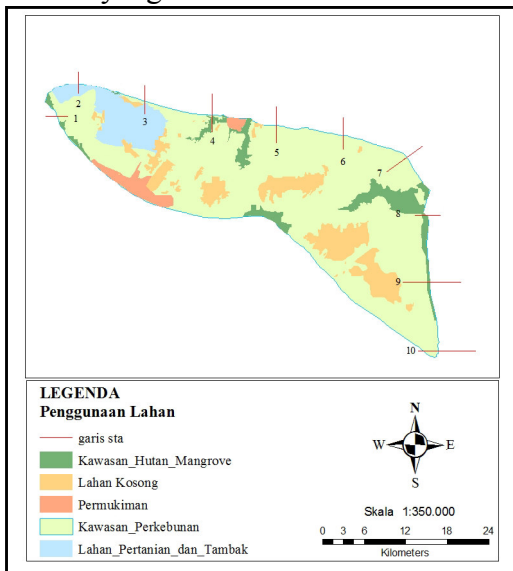 2
1
3
4
5
6
7
8
9
10
LEGENDA
Penggunaan Lahan
garis sta
Kawasan_Hutan_Mangrove
Lahan Kosong
Permukiman
Kawasan_Perkebunan
Lahan_Pertanian_dan_Tambak
N
W E
S
Skala 1:350.000
0 3 6 12 18 24
Kilometers